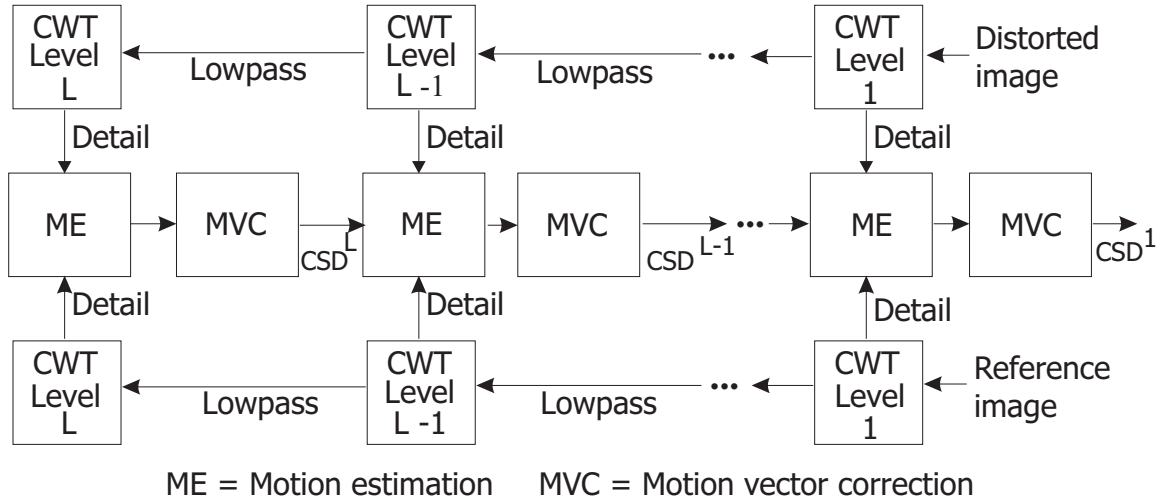 CWT
Level
L
Lowpass
CWT
Level
L -1
Lowpass
...
CWT
Level
1
Distorted
image
Detail
Detail
Detail
ME
MVC
CSD^L
ME
MVC
CSD^L-1
...
ME
MVC
CSD^1
Detail
Detail
Detail
CWT
Level
L
Lowpass
CWT
Level
L -1
Lowpass
...
CWT
Level
1
Reference
image
ME = Motion estimation MVC = Motion vector correction